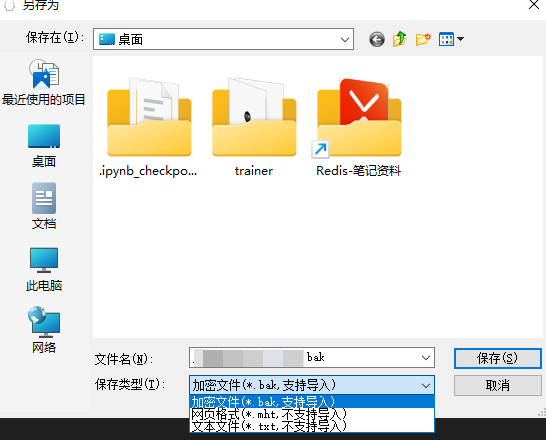 另存为
保存在(I):
桌面
最近使用的项目
桌面
文档
此电脑
网络
.ipynb_checkpo...
trainer
Redis-笔记资料
文件名(N):
bak
保存(S)
保存类型(T):
加密文件(*.bak,支持导入)
取消
加密文件(*.bak,支持导入)
网页格式(*.mht,不支持导入)
文本文件(*.txt,不支持导入)